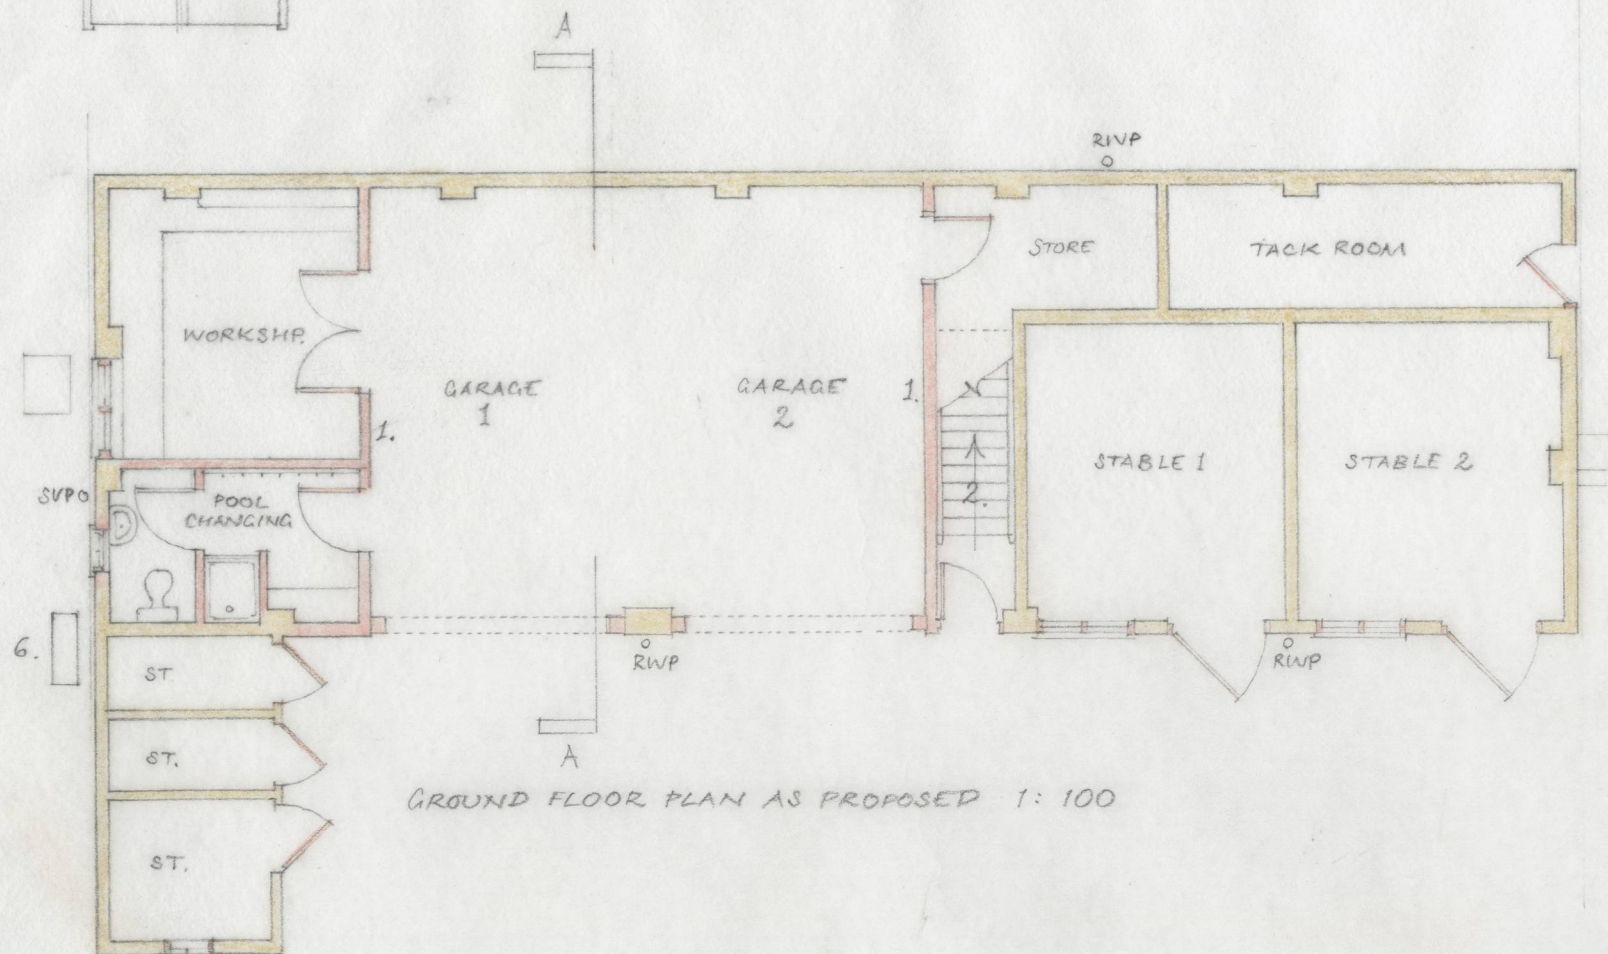 A
RWP
STORE
TACK ROOM
WORKSHP.
GARAGE
1
GARAGE
2
1.
1.
STABLE 1
STABLE 2
SVP
POOL
CHANGING
2.
6.
RWP
RWP
ST.
ST.
A
GROUND FLOOR PLAN AS PROPOSED 1:100
ST.